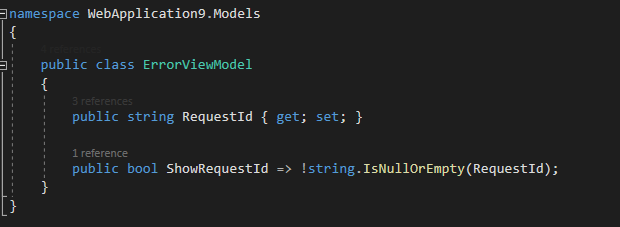 namespace WebApplication9.Models
{
4 references
public class ErrorViewModel
{
3 references
public string RequestId { get; set; }
1 reference
public bool ShowRequestId => !string.IsNullOrEmpty(RequestId);
}
}